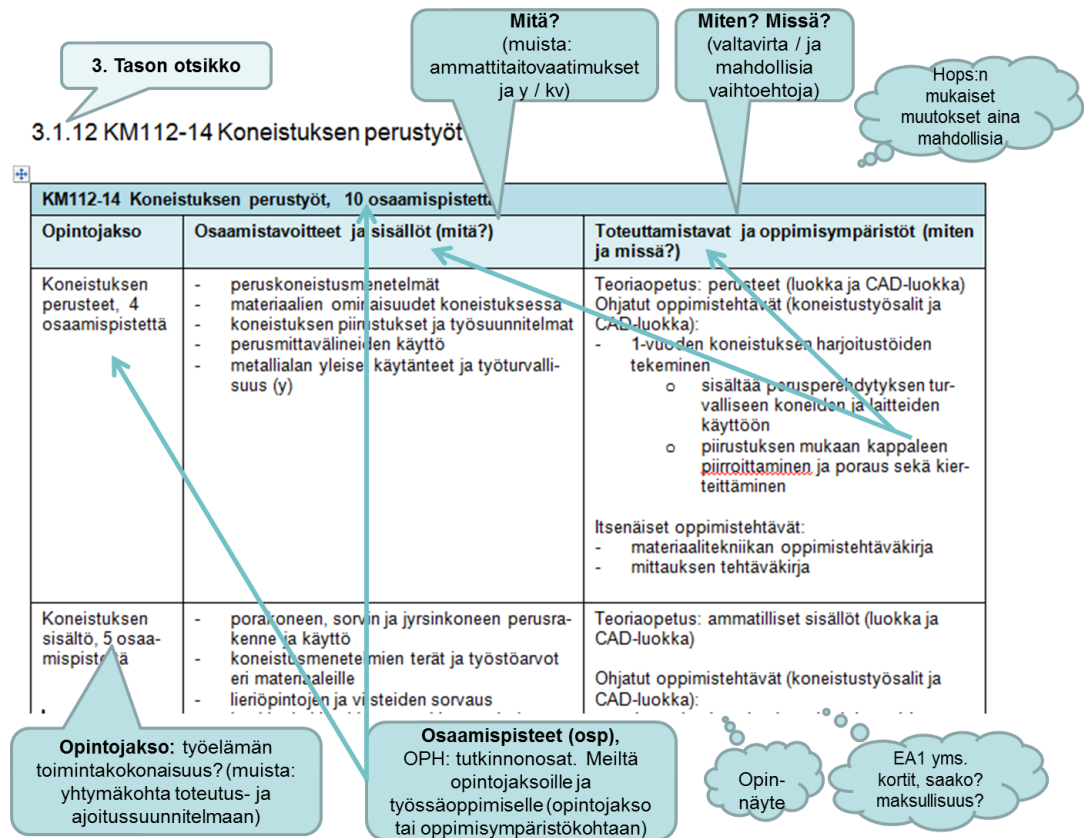 Mitä?
(muista:
ammattitaitovaatimukset
ja y / kv)
Miten? Missä?
(valtavirta / ja
mahdollisia
vaihtoehtoja)
3. Tason otsikko
Hops:n
mukaiset
muutokset aina
mahdollisia
3.1.12 KM112-14 Koneistuksen perustyöt
KM112-14 Koneistuksen perustyöt, 10 osaamispistettä
Opintojakso
Osaamistavoitteet ja sisällöt (mitä?)
Toteuttamistavat ja oppimisympäristöt (miten
ja missä?)
Koneistuksen
perusteet, 4
osaamispistettä
- peruskoneistusmenetelmät
- materiaalien ominaisuudet koneistuksessa
- koneistuksen piirustukset ja työsuunnitelmat
- perusmittavälineiden käyttö
- metallialan yleiset käytänteet ja työturvalli-
suus (y)
Teoriaopetus: perusteet (luokka ja CAD-luokka)
Ohjatut oppimistehtävät (koneistustyösalit ja
CAD-luokka):
- 1-vuoden koneistuksen harjoitustöiden
tekeminen
o sisältää perusperehdytyksen tur-
valliseen koneiden ja laitteiden
käyttöön
o piirustuksen mukaan kappaleen
piirroittaminen ja poraus sekä kier-
teittäminen
Itsenäiset oppimistehtävät:
- materiaalitekniikan oppimistehtäväkirja
- mittauksen tehtäväkirja
Koneistuksen
sisältö, 5 osaa-
mispistettä
- porakoneen, sorvin ja jyrsinkoneen perusra-
kenne ja käyttö
- koneistusmenetelmien terät ja työstöarvot
eri materiaaleille
- lieriöpintojen ja viisteiden sorvaus
Teoriaopetus: ammatilliset sisällöt (luokka ja
CAD-luokka)
Ohjatut oppimistehtävät (koneistustyösalit ja
CAD-luokka):
Opintojakso: työelämän
toimintakokonaisuus? (muista:
yhtymäkohta toteutus- ja
ajoitussuunnitelmaan)
Osaamispisteet (osp),
OPH: tutkinnonosat. Meiltä
opintojaksoille ja
työssäoppimiselle (opintojakso
tai oppimisympäristökohtaan)
Opin-
näyte
EA1 yms.
kortit, saako?
maksullisuus?